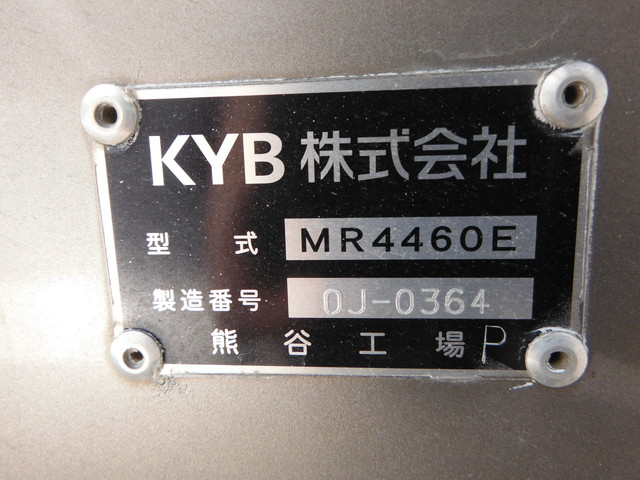 KYB 株式会社
型式 MR4460E
製造番号 0J-0364
熊谷工場 P